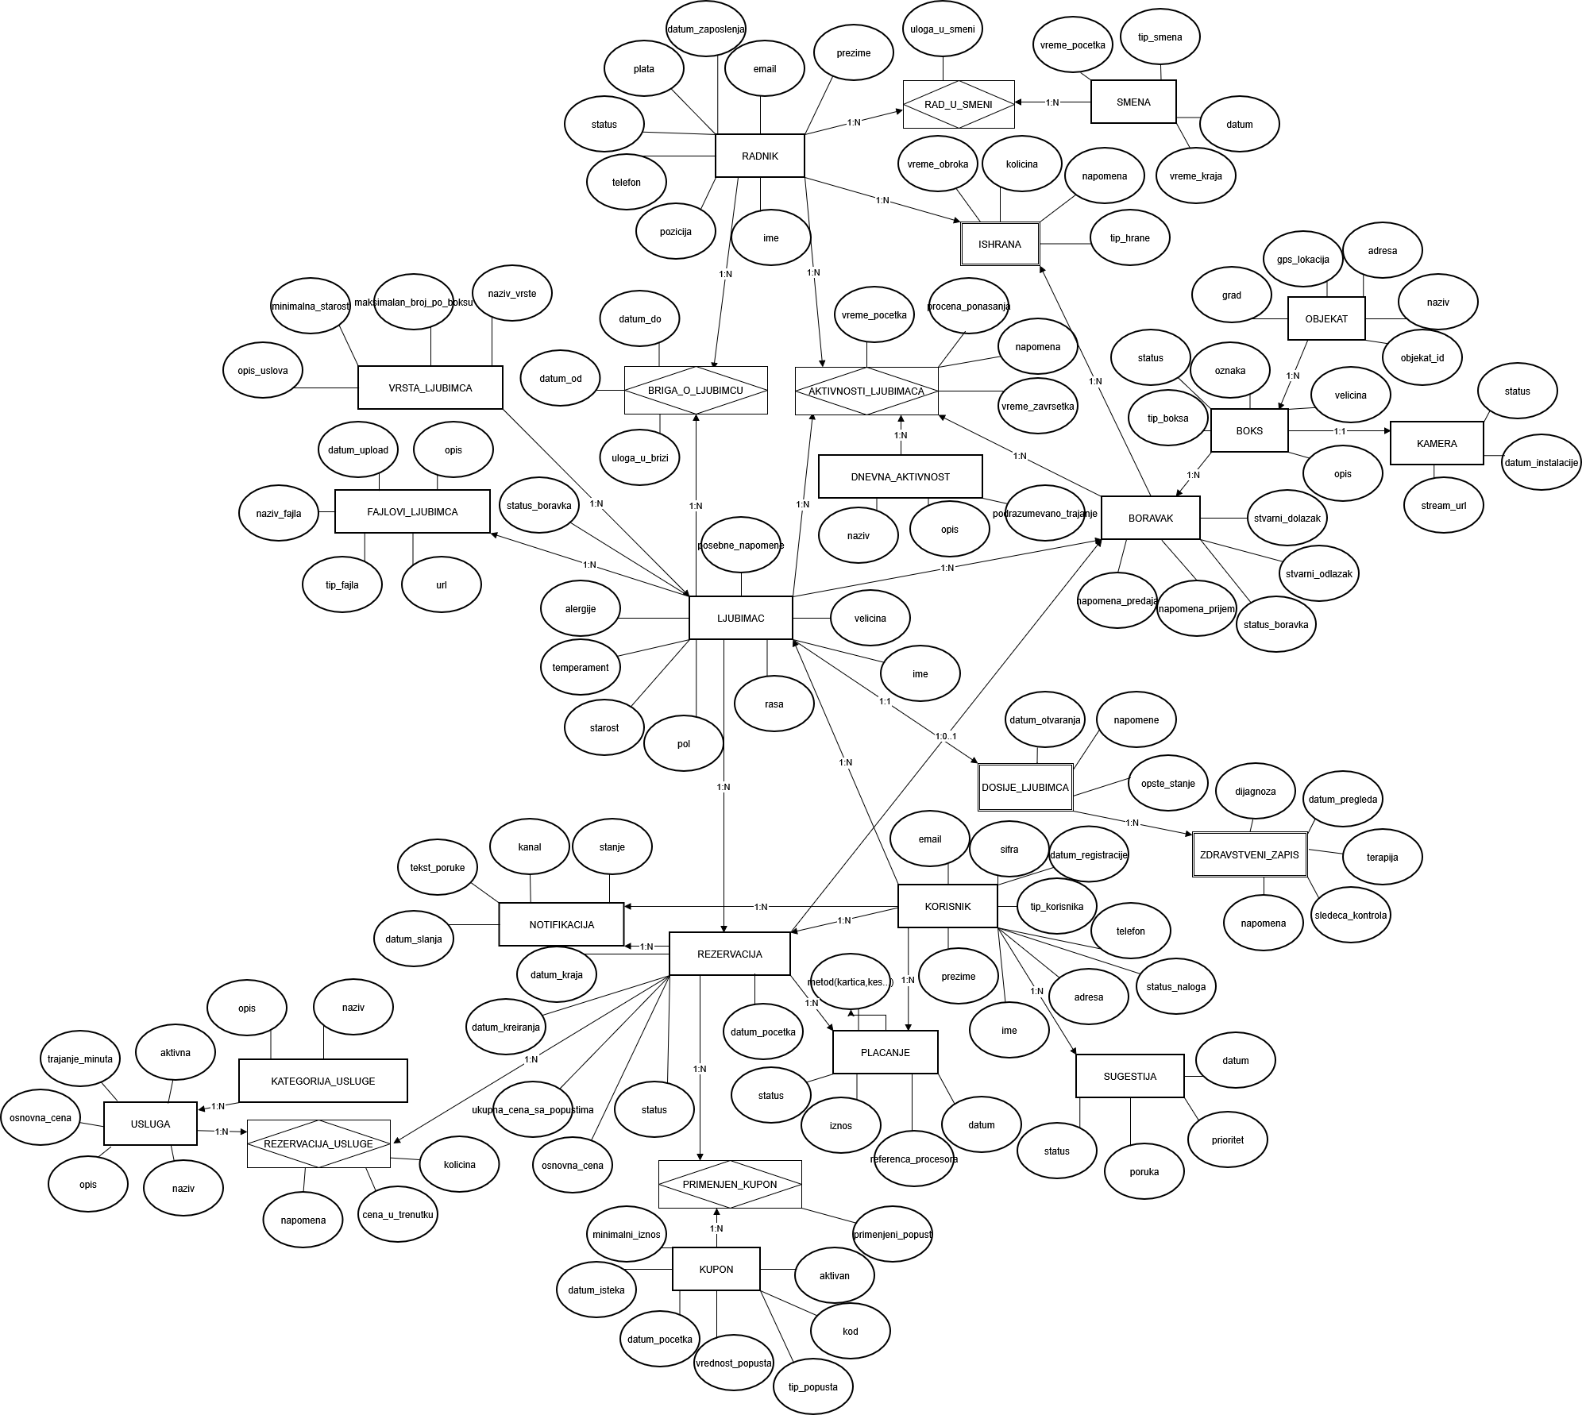 datum_zaposlenja
uloga_u_smeni
tip_smena
vreme_pocetka
prezime
plata
email
RAD_U_SMENI
1:N
SMENA
status
1:N
datum
RADNIK
vreme_obroka
kolicina
napomena
vreme_kraja
telefon
1:N
pozicija
ime
ISHRANA
tip_hrane
gps_lokacija
adresa
1:N
1:N
grad
naziv
minimalna_starost
maksimalan_broj_po_boksu
naziv_vrste
datum_do
vreme_pocetka
procena_ponasanja
OBJEKAT
napomena
status
objekat_id
opis_uslova
oznaka
VRSTA_LJUBIMCA
datum_od
BRIGA_O_LJUBIMCU
AKTIVNOSTI_LJUBIMACA
1:N
1:N
status
velicina
vreme_zavrsetka
tip_boksa
BOKS
1:1
KAMERA
1:N
datum_upload
opis
uloga_u_brizi
1:N
datum_instalacije
opis
1:N
DNEVNA_AKTIVNOST
naziv_fajla
FAJLOVI_LJUBIMCA
status_boravka
1:N
1:N
1:N
podrazumevano_trajanje
BORAVAK
stvarni_dolazak
stream_url
naziv
opis
posebne_napomene
1:N
1:N
tip_fajla
url
stvarni_odlazak
alergije
LJUBIMAC
velicina
napomena_predaja
napomena_prijem
status_boravka
temperament
ime
rasa
1:1
starost
pol
datum_otvaranja
napomene
1:0..1
1:N
1:N
DOSIJE_LJUBIMCA
opste_stanje
dijagnoza
datum_pregleda
1:N
kanal
stanje
email
sifra
datum_registracije
ZDRAVSTVENI_ZAPIS
terapija
tekst_poruke
1:N
KORISNIK
tip_korisnika
sledeca_kontrola
napomena
NOTIFIKACIJA
1:N
telefon
datum_slanja
1:N
REZERVACIJA
datum_kraja
metod(kartica,kes...)
1:N
prezime
status_naloga
1:N
adresa
opis
naziv
1:N
datum_kreiranja
datum_pocetka
ime
trajanje_minuta
aktivna
PLACANJE
1:N
1:N
datum
KATEGORIJA_USLUGE
SUGESTIJA
status
osnovna_cena
1:N
ukupna_cena_sa_popustima
status
USLUGA
1:N
iznos
datum
REZERVACIJA_USLUGE
prioritet
status
kolicina
osnovna_cena
referenca_procesora
poruka
opis
naziv
PRIMENJEN_KUPON
napomena
cena_u_trenutku
1:N
minimalni_iznos
primenjeni_popust
KUPON
aktivan
datum_isteka
kod
datum_pocetka
vrednost_popusta
tip_popusta